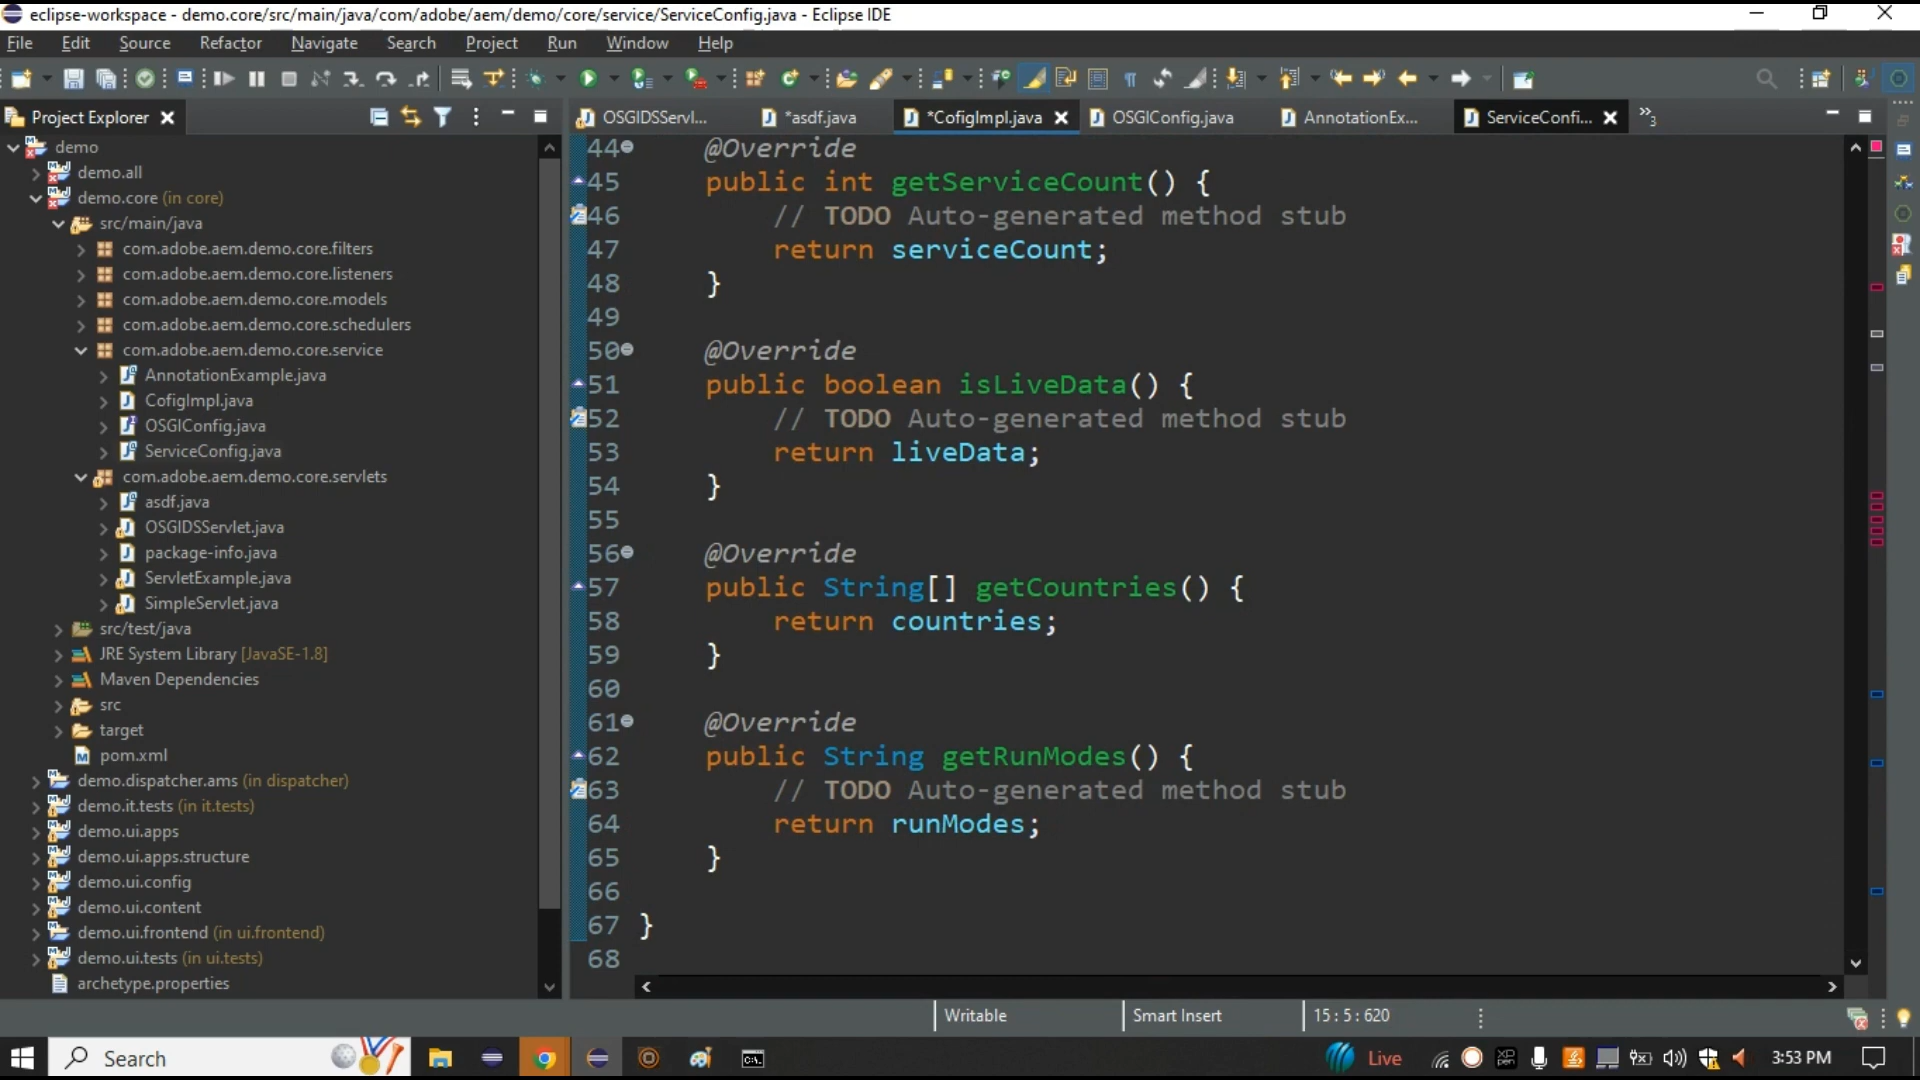 eclipse-workspace - demo.core/src/main/java/com/adobe/aem/demo/core/service/ServiceConfig.java - Eclipse IDE
File Edit Source Refactor Navigate Search Project Run Window Help
Project Explorer
OSGIDSServl... *asdf.java *CofigImpl.java OSGIConfig.java AnnotationEx... ServiceConfi... »3
demo
demo.all
demo.core (in core)
src/main/java
com.adobe.aem.demo.core.filters
com.adobe.aem.demo.core.listeners
com.adobe.aem.demo.core.models
com.adobe.aem.demo.core.schedulers
com.adobe.aem.demo.core.service
AnnotationExample.java
CofigImpl.java
OSGIConfig.java
ServiceConfig.java
com.adobe.aem.demo.core.servlets
asdf.java
OSGIDSServlet.java
package-info.java
ServletExample.java
SimpleServlet.java
src/test/java
JRE System Library [JavaSE-1.8]
Maven Dependencies
src
target
pom.xml
demo.dispatcher.ams (in dispatcher)
demo.it.tests (in it.tests)
demo.ui.apps
demo.ui.apps.structure
demo.ui.config
demo.ui.content
demo.ui.frontend (in ui.frontend)
demo.ui.tests (in ui.tests)
archetype.properties
44 @Override
45 public int getServiceCount() {
46 // TODO Auto-generated method stub
47 return serviceCount;
48 }
49
50 @Override
51 public boolean isLiveData() {
52 // TODO Auto-generated method stub
53 return liveData;
54 }
55
56 @Override
57 public String[] getCountries() {
58 return countries;
59 }
60
61 @Override
62 public String getRunModes() {
63 // TODO Auto-generated method stub
64 return runModes;
65 }
66
67 }
68
Writable Smart Insert 15 : 5 : 620
Search Live 3:53 PM